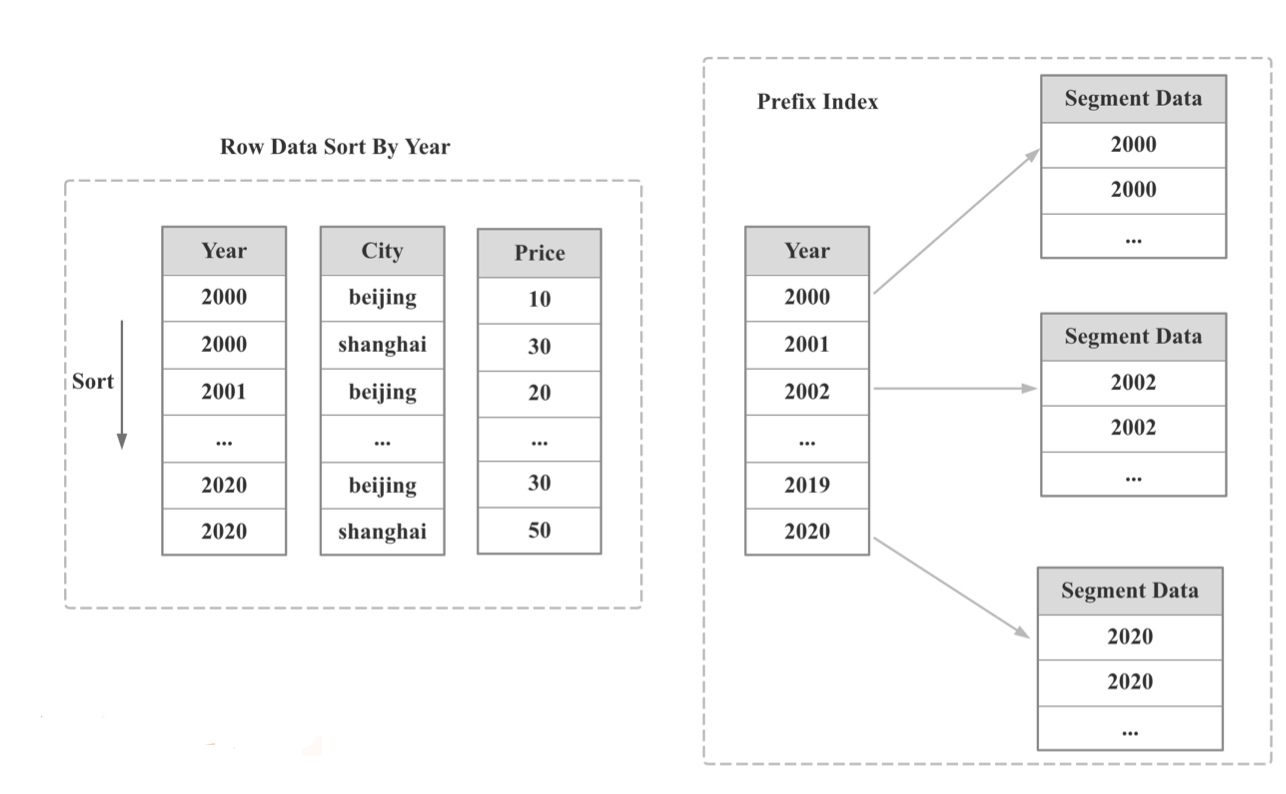 Row Data Sort By Year
Sort
Year City Price
2000 beijing 10
2000 shanghai 30
2001 beijing 20
... ... ...
2020 beijing 30
2020 shanghai 50
Prefix Index
Year
2000
2001
2002
...
2019
2020
Segment Data
2000
2000
...
Segment Data
2002
2002
...
Segment Data
2020
2020
...